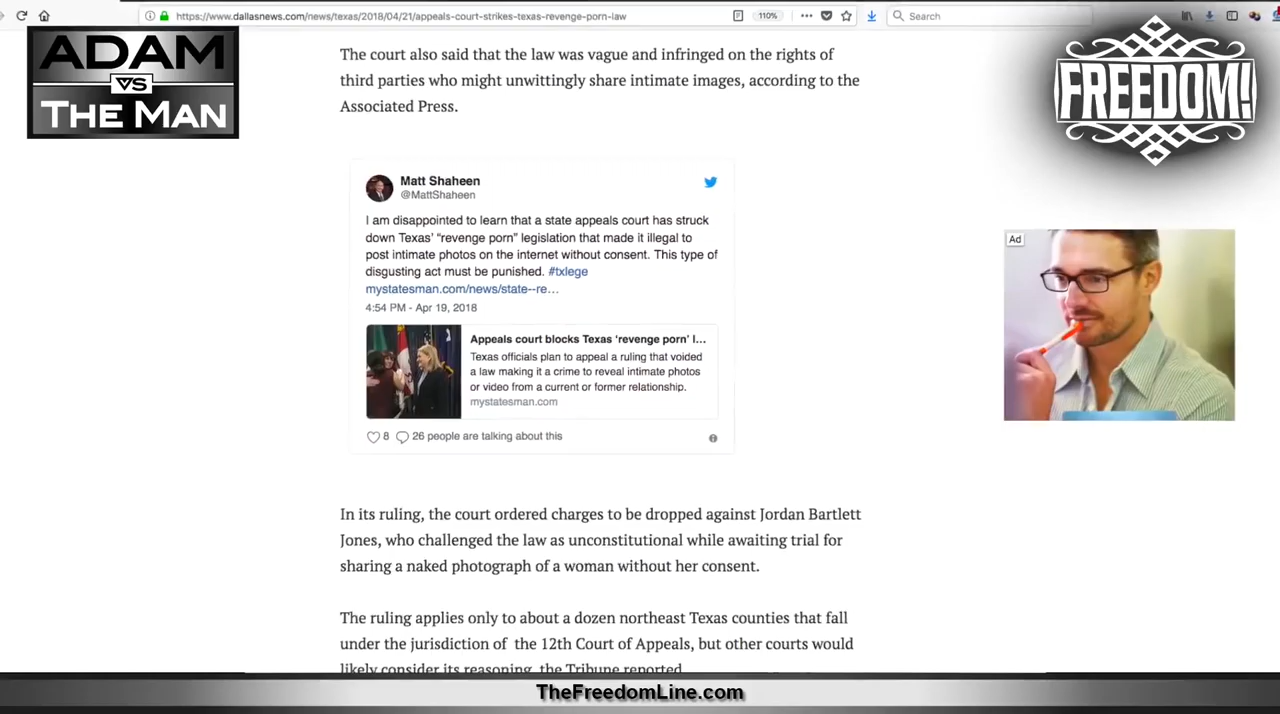 https://www.dallasnews.com/news/texas/2018/04/21/appeals-court-strikes-texas-revenge-porn-law
110%
Search
ADAM
VS
THE MAN
FREEDOM!
The court also said that the law was vague and infringed on the rights of
third parties who might unwittingly share intimate images, according to the
Associated Press.
Matt Shaheen
@MattShaheen
I am disappointed to learn that a state appeals court has struck
down Texas’ “revenge porn” legislation that made it illegal to
post intimate photos on the internet without consent. This type of
disgusting act must be punished. #txlege
mystatesman.com/news/state--re…
4:54 PM - Apr 19, 2018
Appeals court blocks Texas ‘revenge porn’ l…
Texas officials plan to appeal a ruling that voided
a law making it a crime to reveal intimate photos
or video from a current or former relationship.
mystatesman.com
8
26 people are talking about this
Ad
In its ruling, the court ordered charges to be dropped against Jordan Bartlett
Jones, who challenged the law as unconstitutional while awaiting trial for
sharing a naked photograph of a woman without her consent.
The ruling applies only to about a dozen northeast Texas counties that fall
under the jurisdiction of the 12th Court of Appeals, but other courts would
likely consider its reasoning, the Tribune reported.
TheFreedomLine.com